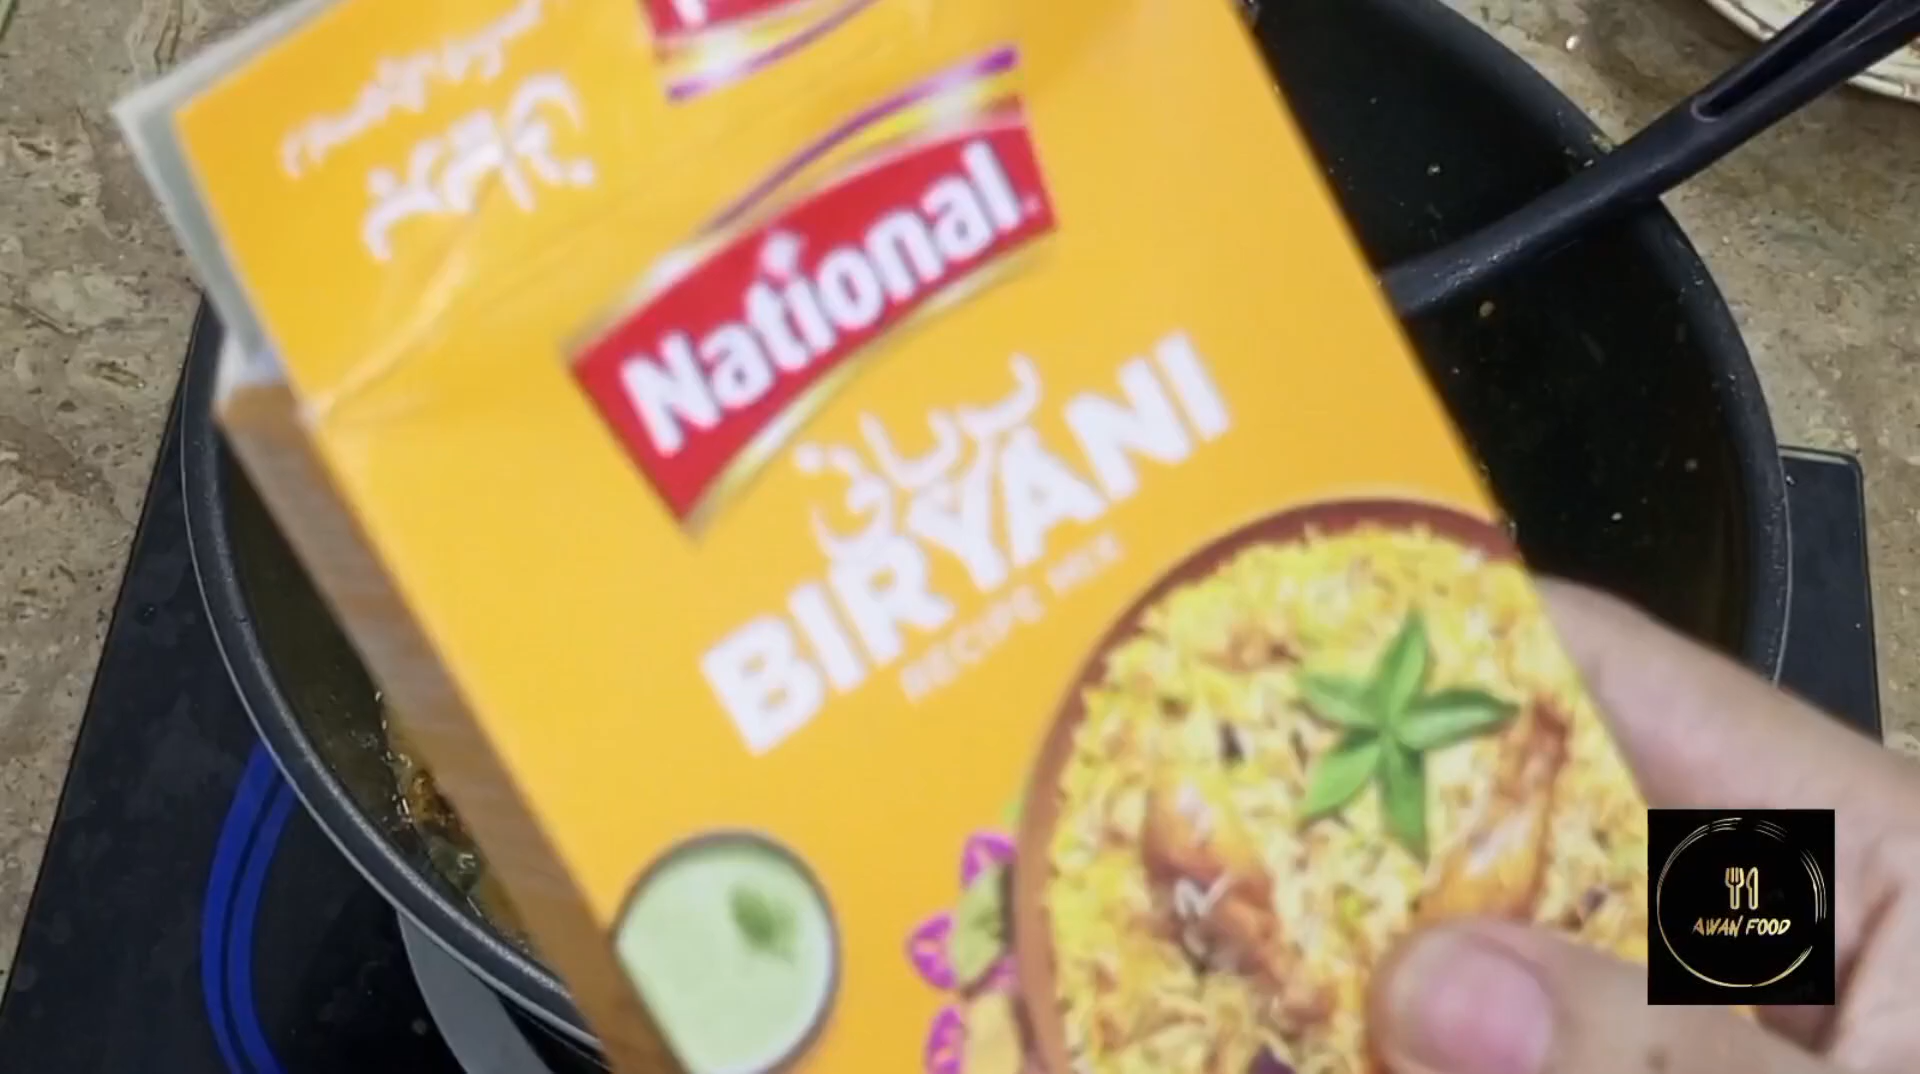 National
بریانی
BIRYANI
RECIPE MIX
AWAN FOOD